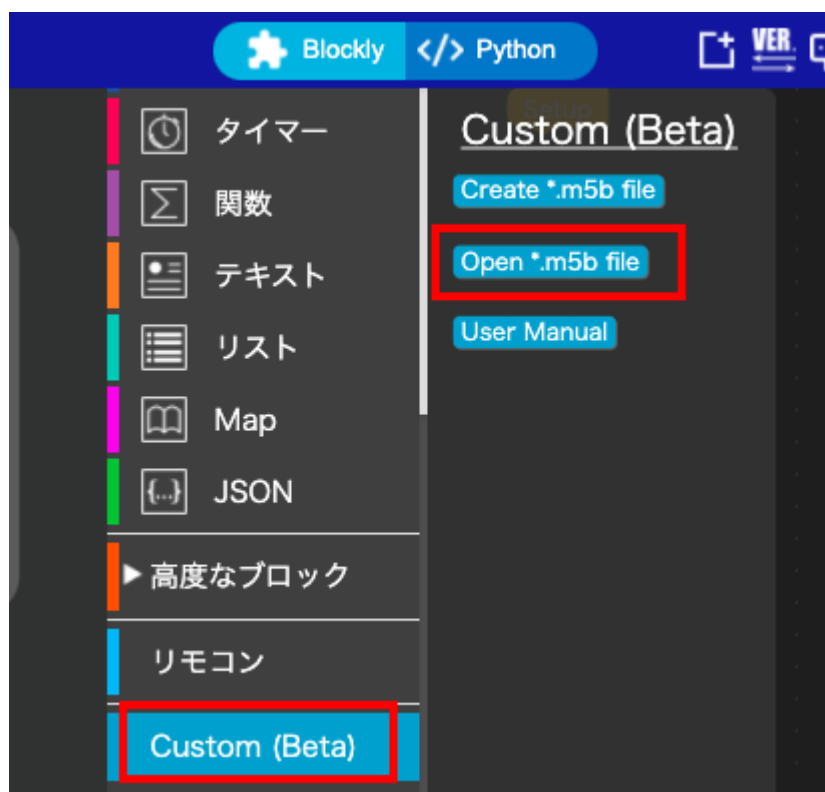 Blockly
</> Python
VER.
Setup
タイマー
関数
テキスト
リスト
Map
{...} JSON
高度なブロック
リモコン
Custom (Beta)
Custom (Beta)
Create *.m5b file
Open *.m5b file
User Manual